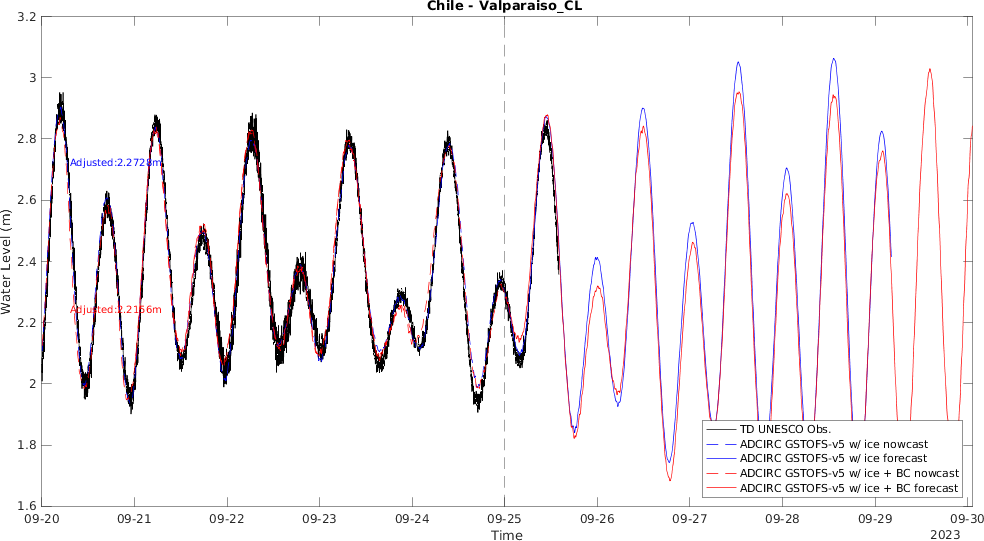 Chile - Valparaiso_CL
3.2
3
2.8
2.6
2.4
2.2
2
1.8
1.6
Water Level (m)
Adjusted:2.2728m
Adjusted:2.2156m
TD UNESCO Obs.
ADCIRC GSTOFS-v5 w/ ice nowcast
ADCIRC GSTOFS-v5 w/ ice forecast
ADCIRC GSTOFS-v5 w/ ice + BC nowcast
ADCIRC GSTOFS-v5 w/ ice + BC forecast
09-20 09-21 09-22 09-23 09-24 09-25 09-26 09-27 09-28 09-29 09-30
Time
2023